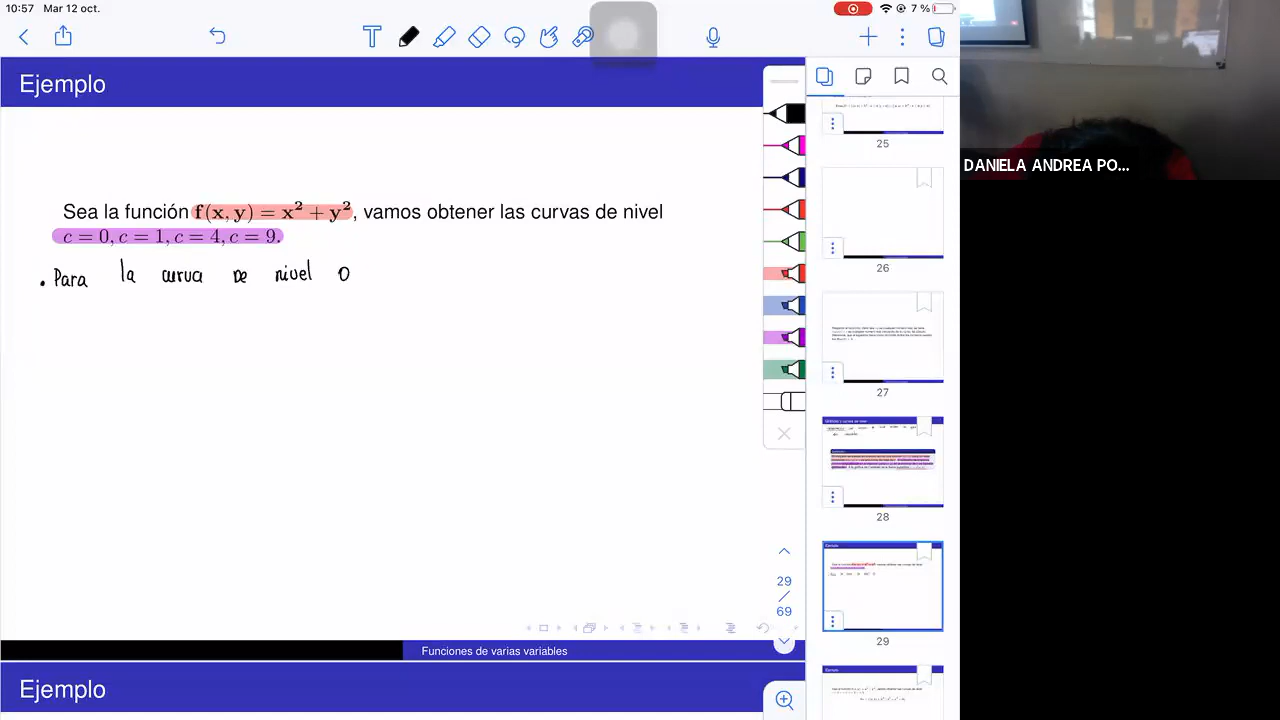 10:57 Mar 12 oct.
7 %
Ejemplo
Sea la función f(x, y) = x² + y², vamos obtener las curvas de nivel
c = 0, c = 1, c = 4, c = 9.
. Para la curva de nivel 0
29
/
69
Funciones de varias variables
Ejemplo
25
26
27
28
29
DANIELA ANDREA PO...